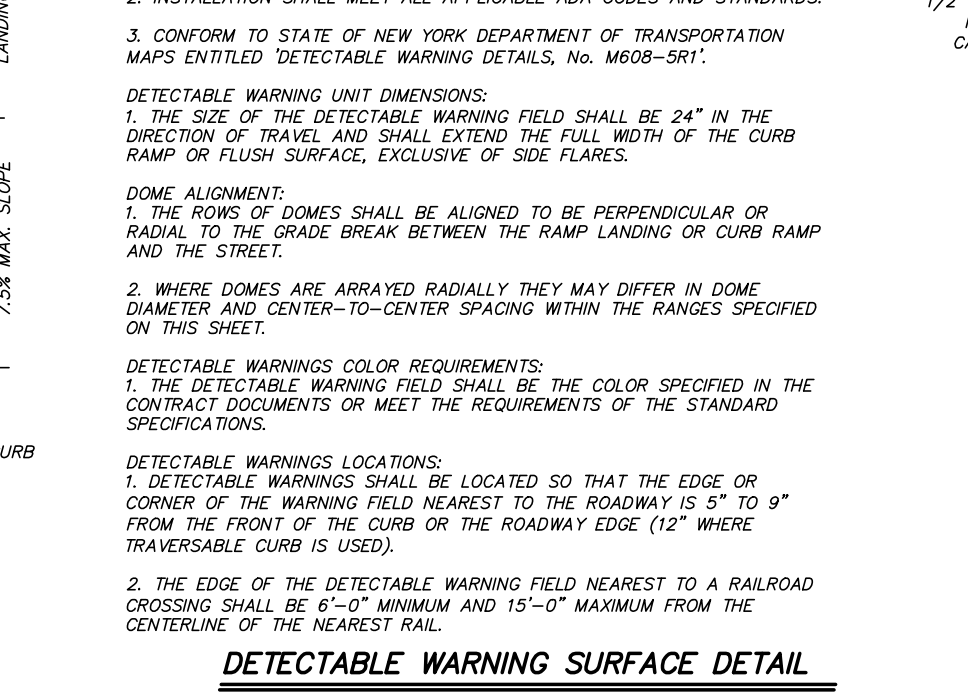 2. INSTALLATION SHALL MEET ALL APPLICABLE ADA CODES AND STANDARDS.
3. CONFORM TO STATE OF NEW YORK DEPARTMENT OF TRANSPORTATION
MAPS ENTITLED 'DETECTABLE WARNING DETAILS, No. M608-5R1'.
DETECTABLE WARNING UNIT DIMENSIONS:
1. THE SIZE OF THE DETECTABLE WARNING FIELD SHALL BE 24" IN THE
DIRECTION OF TRAVEL AND SHALL EXTEND THE FULL WIDTH OF THE CURB
RAMP OR FLUSH SURFACE, EXCLUSIVE OF SIDE FLARES.
DOME ALIGNMENT:
1. THE ROWS OF DOMES SHALL BE ALIGNED TO BE PERPENDICULAR OR
RADIAL TO THE GRADE BREAK BETWEEN THE RAMP LANDING OR CURB RAMP
AND THE STREET.
2. WHERE DOMES ARE ARRAYED RADIALLY THEY MAY DIFFER IN DOME
DIAMETER AND CENTER-TO-CENTER SPACING WITHIN THE RANGES SPECIFIED
ON THIS SHEET.
DETECTABLE WARNINGS COLOR REQUIREMENTS:
1. THE DETECTABLE WARNING FIELD SHALL BE THE COLOR SPECIFIED IN THE
CONTRACT DOCUMENTS OR MEET THE REQUIREMENTS OF THE STANDARD
SPECIFICATIONS.
DETECTABLE WARNINGS LOCATIONS:
1. DETECTABLE WARNINGS SHALL BE LOCATED SO THAT THE EDGE OR
CORNER OF THE WARNING FIELD NEAREST TO THE ROADWAY IS 5" TO 9"
FROM THE FRONT OF THE CURB OR THE ROADWAY EDGE (12" WHERE
TRAVERSABLE CURB IS USED).
2. THE EDGE OF THE DETECTABLE WARNING FIELD NEAREST TO A RAILROAD
CROSSING SHALL BE 6'-0" MINIMUM AND 15'-0" MAXIMUM FROM THE
CENTERLINE OF THE NEAREST RAIL.
DETECTABLE WARNING SURFACE DETAIL
LANDING
7.5% MAX. SLOPE
URB
1/2
CA